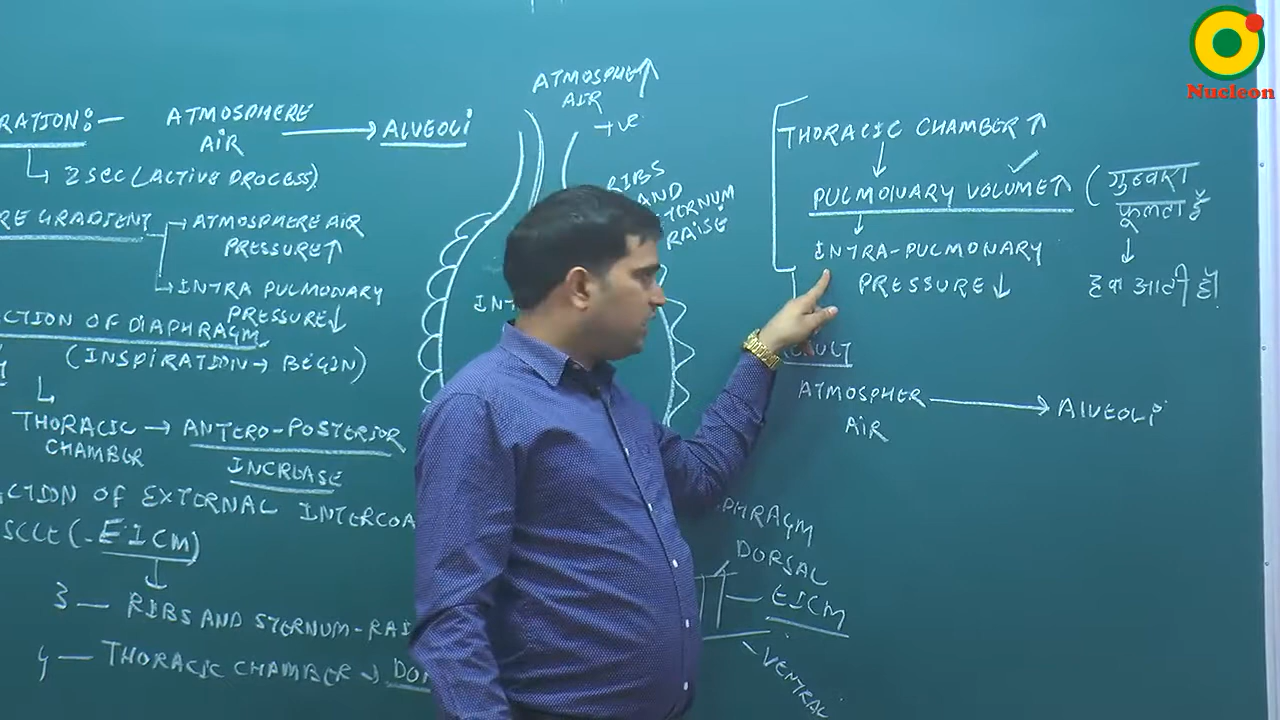 RATION:—
ATMOSPHERE
AIR
ALVEOLI
2 SEC (ACTIVE PROCESS)
RE GRADIENT
ATMOSPHERE AIR
PRESSURE↑
INTRA PULMONARY
PRESSURE↓
CTION OF DIAPHRAGM
(INSPIRATION → BEGIN)
THORACIC
CHAMBER
→ ANTERO-POSTERIOR
INCREASE
CTION OF EXTERNAL INTERCOA
SCLE (EICM)
3 — RIBS AND STERNUM-RAI
4 — THORACIC CHAMBER →
ATMOSPHE↑
AIR
+ve
RIBS
AND
STERNUM
RAISE
INT
PHRAGM
DORSAL
EICM
VENTRAL
THORACIC CHAMBER↑
PULMONARY VOLUME↑
(गुब्बारा
फूलता है
↓
हवा आती है।
INTRA-PULMONARY
PRESSURE↓
ATMOSPHER
AIR
→ ALVEOLI
Nucleon